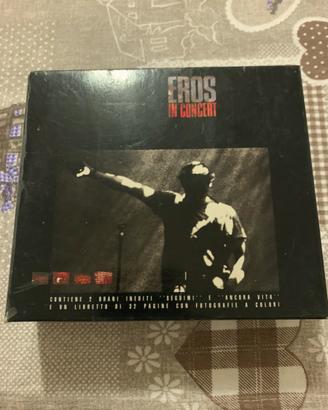 EROS
IN CONCERT
CONTIENE 2 BRANI INEDITI "SEGUIMI" E "ANCORA VITA"
E UN LIBRETTO DI 32 PAGINE CON FOTOGRAFIE A COLORI